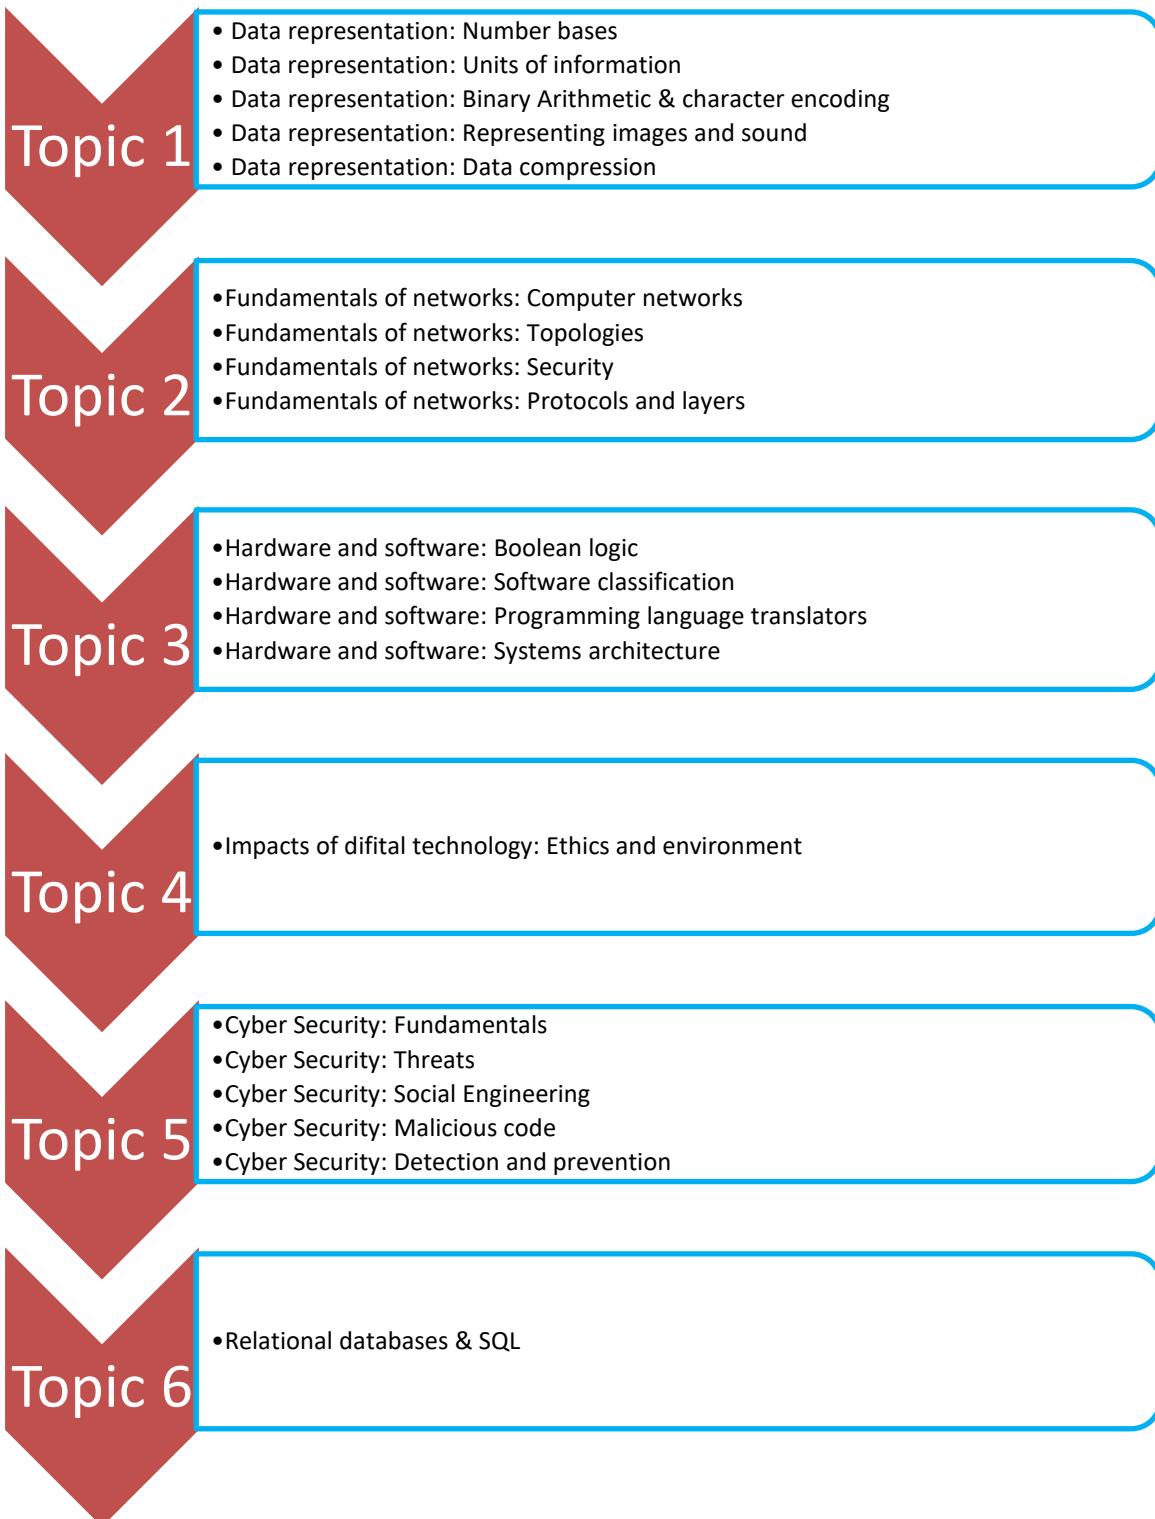 Topic 1
• Data representation: Number bases
• Data representation: Units of information
• Data representation: Binary Arithmetic & character encoding
• Data representation: Representing images and sound
• Data representation: Data compression
Topic 2
•Fundamentals of networks: Computer networks
•Fundamentals of networks: Topologies
•Fundamentals of networks: Security
•Fundamentals of networks: Protocols and layers
Topic 3
•Hardware and software: Boolean logic
•Hardware and software: Software classification
•Hardware and software: Programming language translators
•Hardware and software: Systems architecture
Topic 4
•Impacts of difital technology: Ethics and environment
Topic 5
•Cyber Security: Fundamentals
•Cyber Security: Threats
•Cyber Security: Social Engineering
•Cyber Security: Malicious code
•Cyber Security: Detection and prevention
Topic 6
•Relational databases & SQL